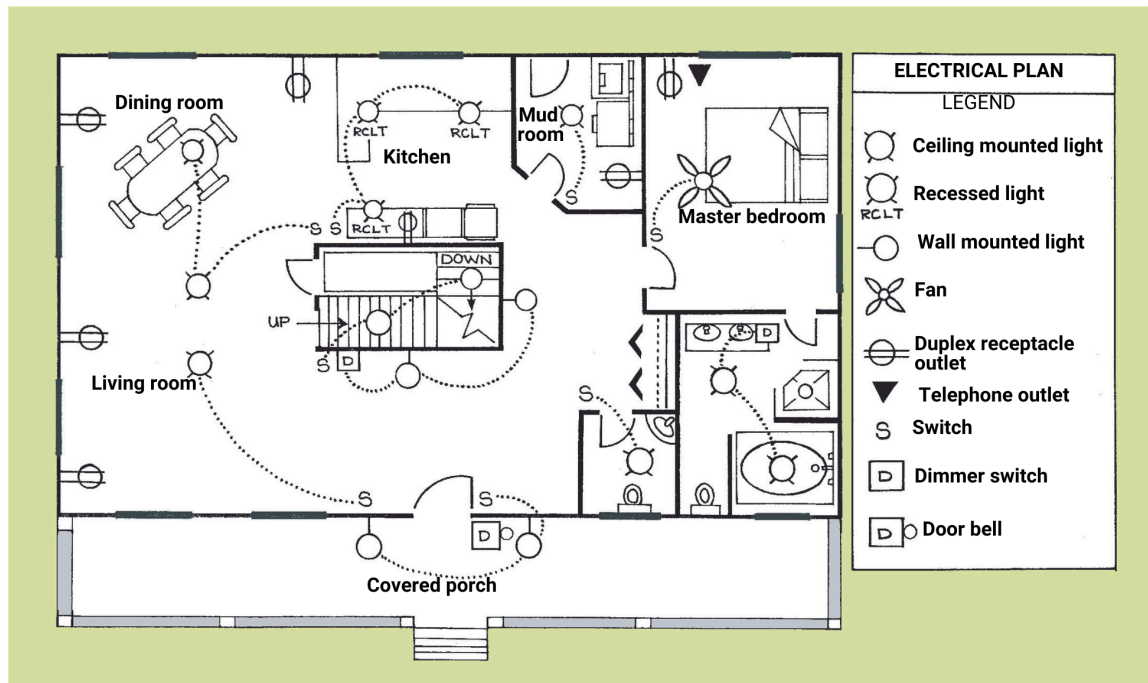 Dining room
RCLT
RCLT
Kitchen
Mud
room
RCLT
S
S
S
S
Master bedroom
DOWN
UP
S
D
D
Living room
S
S
S
D
Covered porch
ELECTRICAL PLAN
LEGEND
Ceiling mounted light
Recessed light
RCLT
Wall mounted light
Fan
Duplex receptacle
outlet
Telephone outlet
S
Switch
D
Dimmer switch
D
Door bell